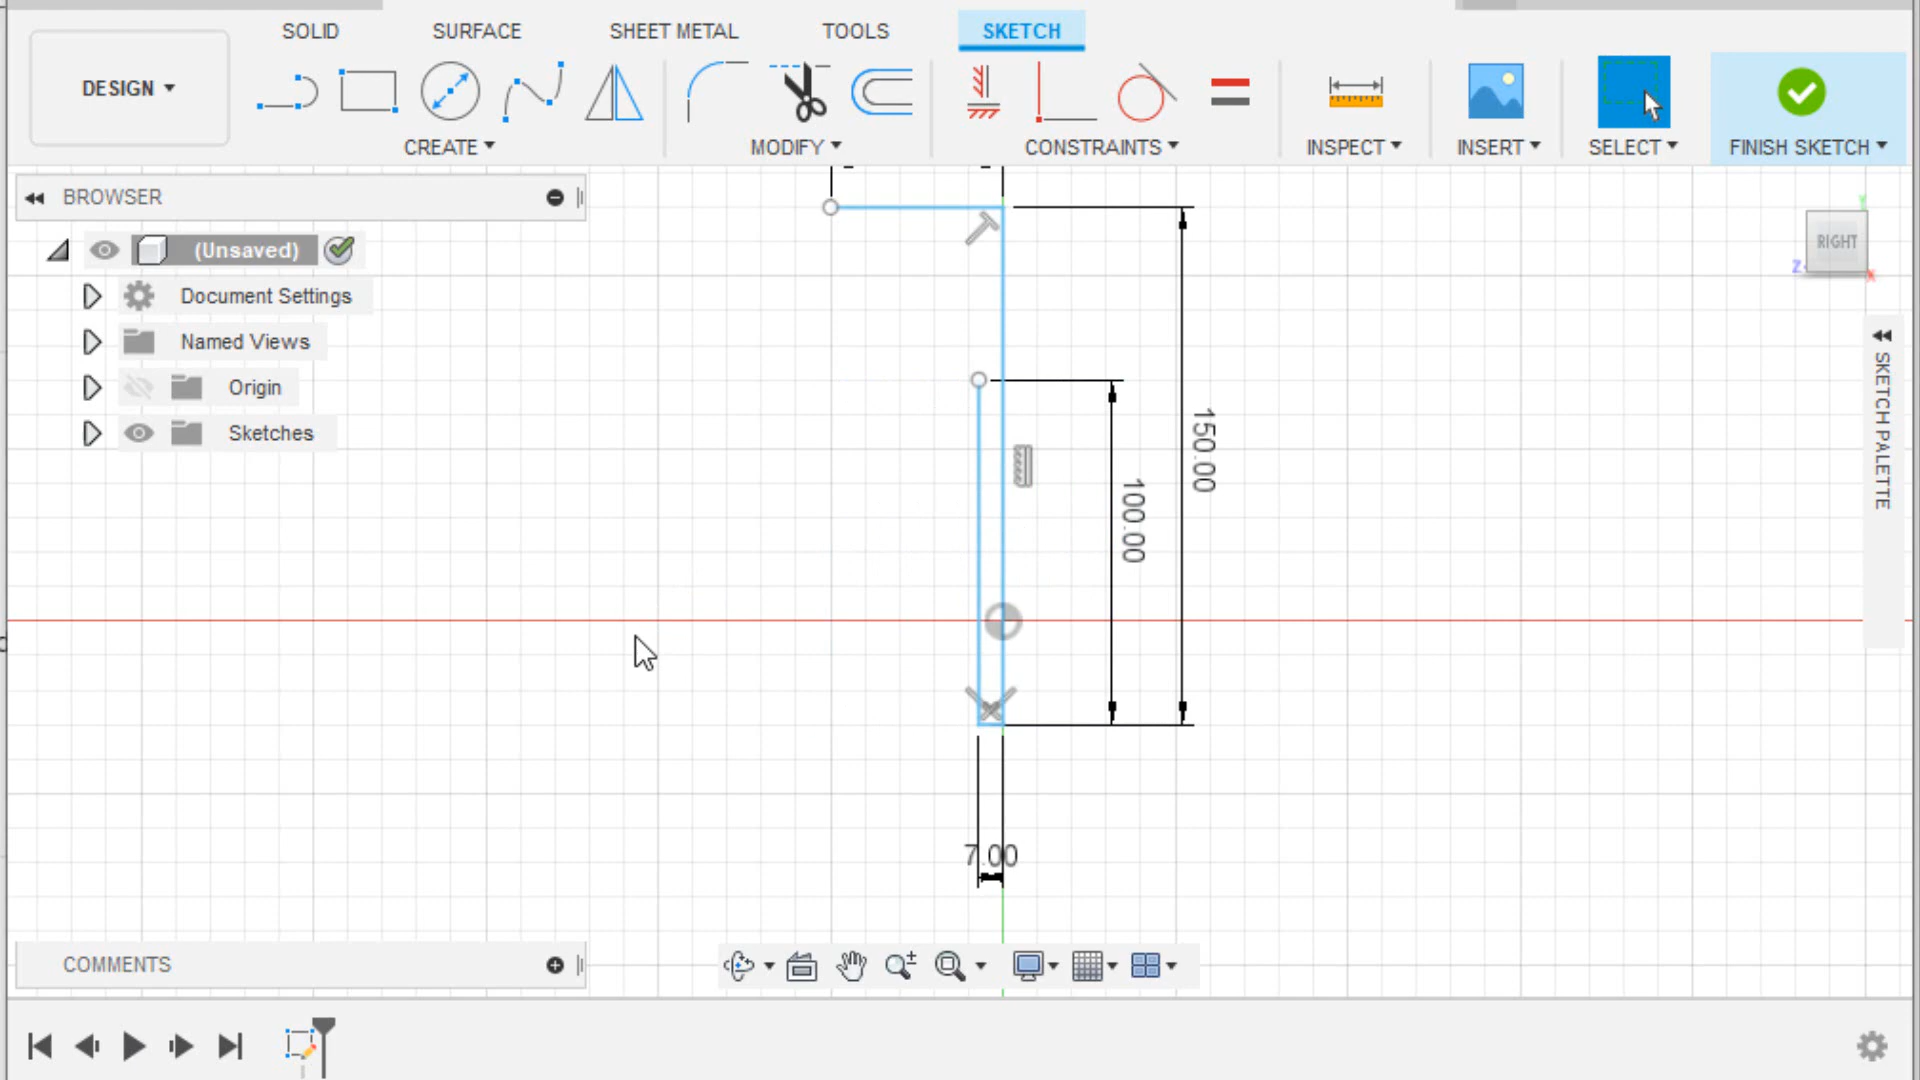 SOLID SURFACE SHEET METAL TOOLS SKETCH
DESIGN
CREATE MODIFY CONSTRAINTS INSPECT INSERT SELECT FINISH SKETCH
BROWSER
(Unsaved)
Document Settings
Named Views
Origin
Sketches
RIGHT
Y
Z
X
SKETCH PALETTE
150.00
100.00
7.00
COMMENTS